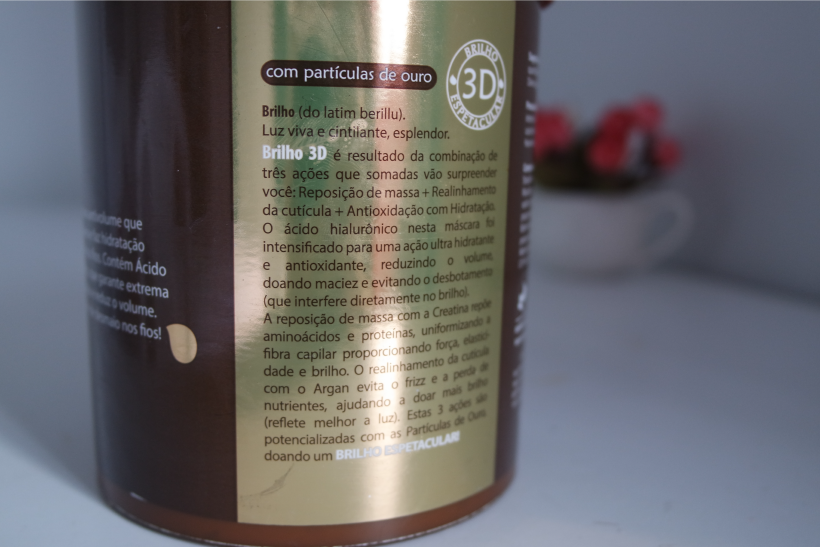 com partículas de ouro
BRILHO
3D
ESPETACULAR
Brilho (do latim berillu).
Luz viva e cintilante, esplendor.
Brilho 3D é resultado da combinação de
três ações que somadas vão surpreender
você: Reposição de massa + Realinhamento
da cutícula + Antioxidação com Hidratação.
O ácido hialurônico nesta máscara foi
intensificado para uma ação ultra hidratante
e antioxidante, reduzindo o volume,
doando maciez e evitando o desbotamento
(que interfere diretamente no brilho).
A reposição de massa com a Creatina repõe
aminoácidos e proteínas, uniformizando a
fibra capilar proporcionando força, elastici-
dade e brilho. O realinhamento da cutícula
com o Argan evita o frizz e a perda de
nutrientes, ajudando a doar mais brilho
(reflete melhor a luz). Estas 3 ações são
potencializadas com as Partículas de Ouro,
doando um BRILHO ESPETACULAR!
volume que
hidratação
Contém Ácido
garante extrema
o volume.
nos fios!